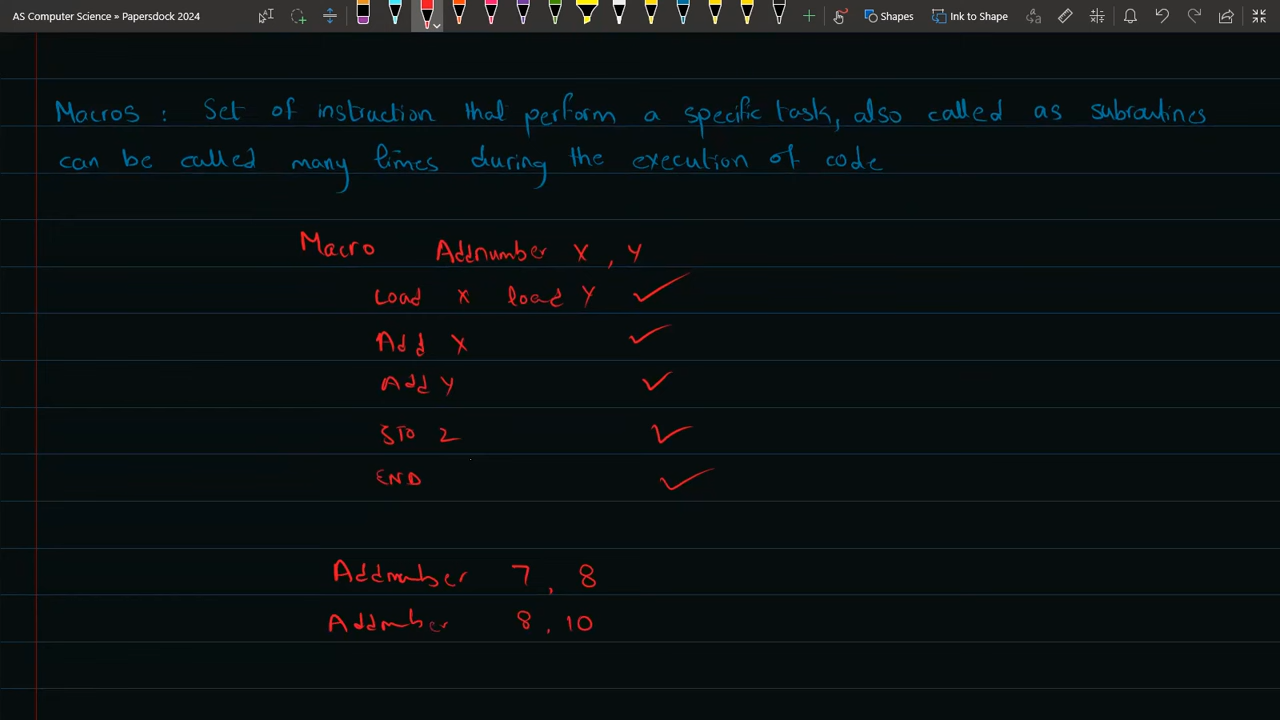 AS Computer Science » Papersdock 2024
Shapes
Ink to Shape
Macros : Set of instruction that perform a specific task, also called as subroutines
can be called many times during the execution of code
Macro Addnumber X , Y
Load X load Y
Add X
Add Y
STO Z
END
Addnumber 7 , 8
Addnumber 8 , 10